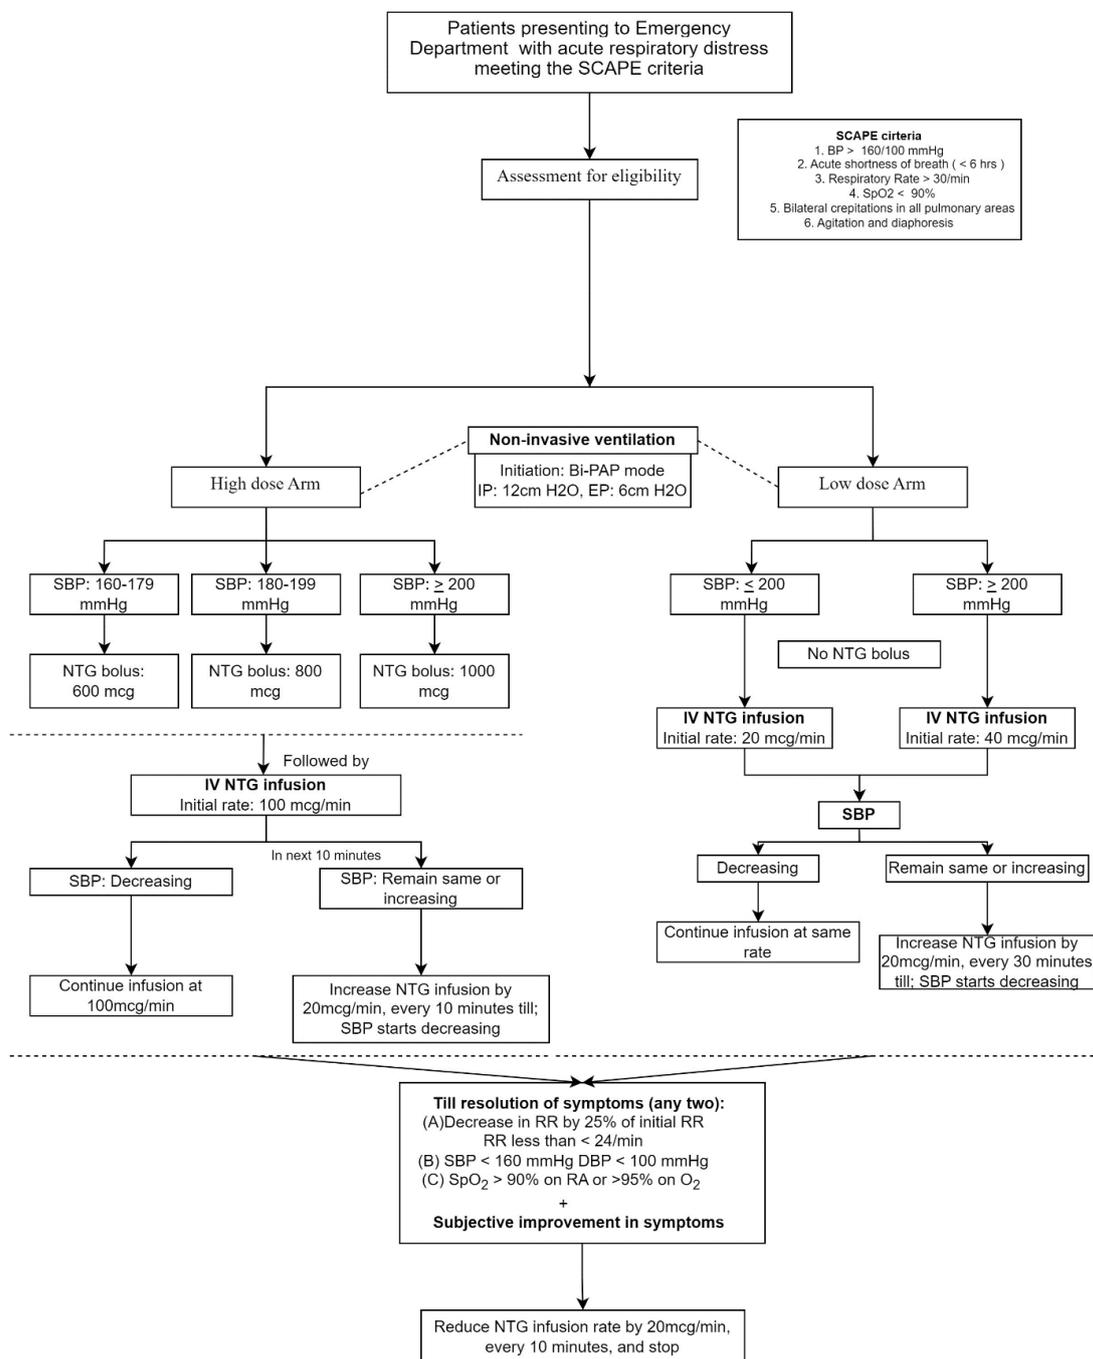 Patients presenting to Emergency
Department with acute respiratory distress
meeting the SCAPE criteria
SCAPE cirteria
1. BP > 160/100 mmHg
2. Acute shortness of breath ( < 6 hrs )
3. Respiratory Rate > 30/min
4. SpO2 < 90%
5. Bilateral crepitations in all pulmonary areas
6. Agitation and diaphoresis
Assessment for eligibility
Non-invasive ventilation
Initiation: Bi-PAP mode
IP: 12cm H2O, EP: 6cm H2O
High dose Arm
SBP: 160-179
mmHg
SBP: 180-199
mmHg
SBP: ≥ 200
mmHg
NTG bolus:
600 mcg
NTG bolus: 800
mcg
NTG bolus: 1000
mcg
Followed by
IV NTG infusion
Initial rate: 100 mcg/min
In next 10 minutes
SBP: Decreasing
SBP: Remain same or
increasing
Continue infusion at
100mcg/min
Increase NTG infusion by
20mcg/min, every 10 minutes till;
SBP starts decreasing
Low dose Arm
SBP: ≤ 200
mmHg
SBP: ≥ 200
mmHg
No NTG bolus
IV NTG infusion
Initial rate: 20 mcg/min
IV NTG infusion
Initial rate: 40 mcg/min
SBP
Decreasing
Remain same or increasing
Continue infusion at same
rate
Increase NTG infusion by
20mcg/min, every 30 minutes
till; SBP starts decreasing
Till resolution of symptoms (any two):
(A)Decrease in RR by 25% of initial RR
RR less than < 24/min
(B) SBP < 160 mmHg DBP < 100 mmHg
(C) SpO₂ > 90% on RA or >95% on O₂
+
Subjective improvement in symptoms
Reduce NTG infusion rate by 20mcg/min,
every 10 minutes, and stop